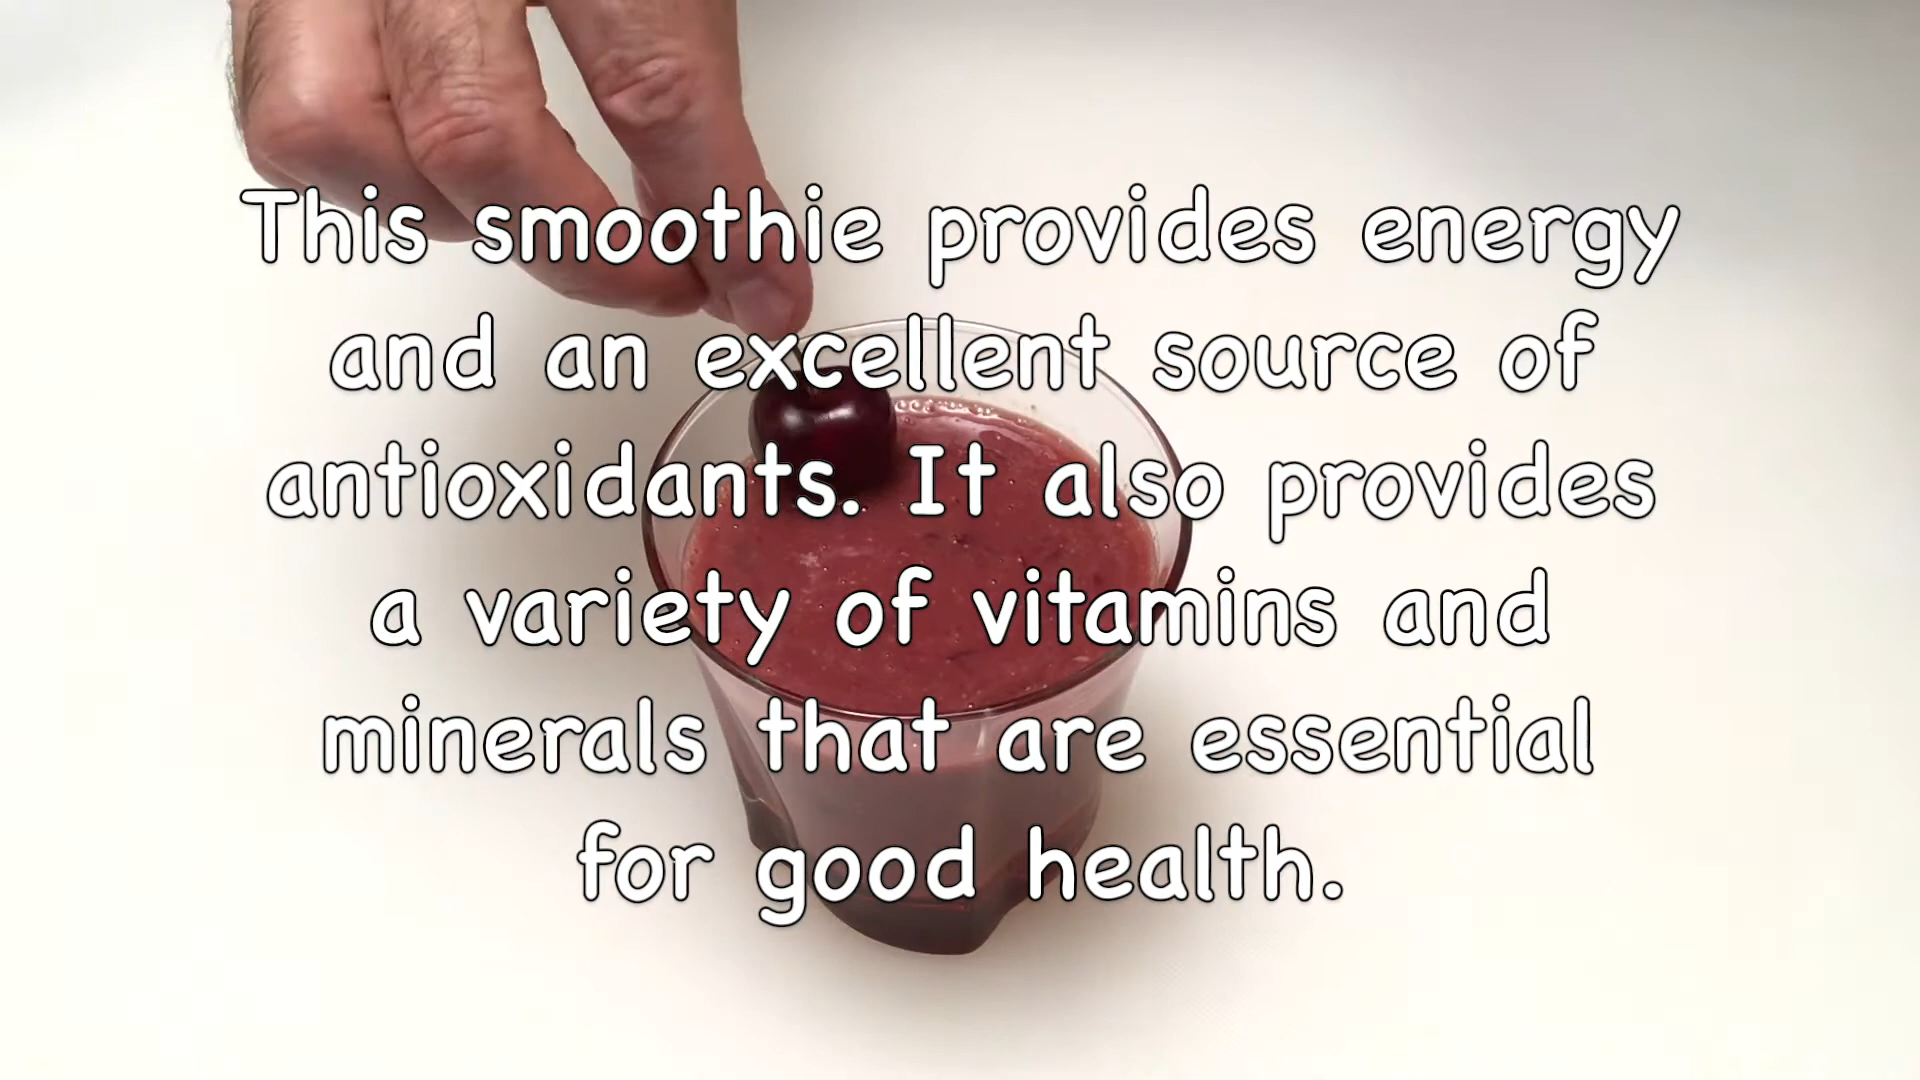 This smoothie provides energy
and an excellent source of
antioxidants. It also provides
a variety of vitamins and
minerals that are essential
for good health.